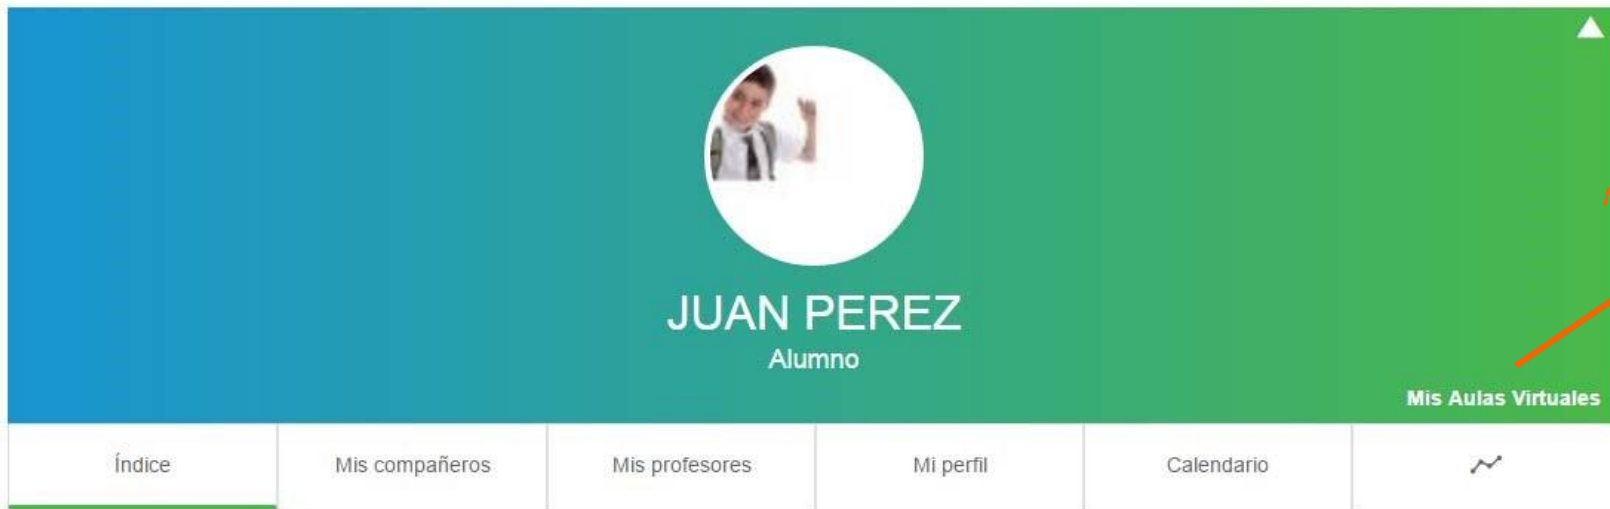 JUAN PEREZ
Alumno
Mis Aulas Virtuales
Índice
Mis compañeros
Mis profesores
Mi perfil
Calendario